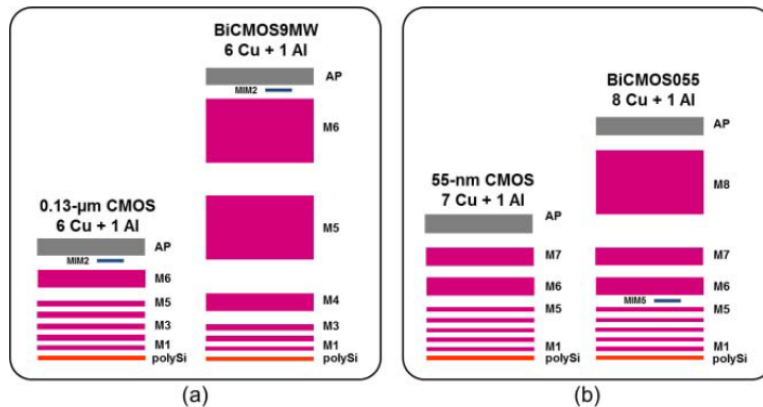 BiCMOS9MW
6 Cu + 1 Al
AP
MIM2
M6
M5
M4
M3
M1
polySi
0.13-µm CMOS
6 Cu + 1 Al
AP
MIM2
M6
M5
M3
M1
polySi
(a)
BiCMOS055
8 Cu + 1 Al
AP
M8
M7
M6
MIM5
M5
M1
polySi
55-nm CMOS
7 Cu + 1 Al
AP
M7
M6
M5
M1
polySi
(b)